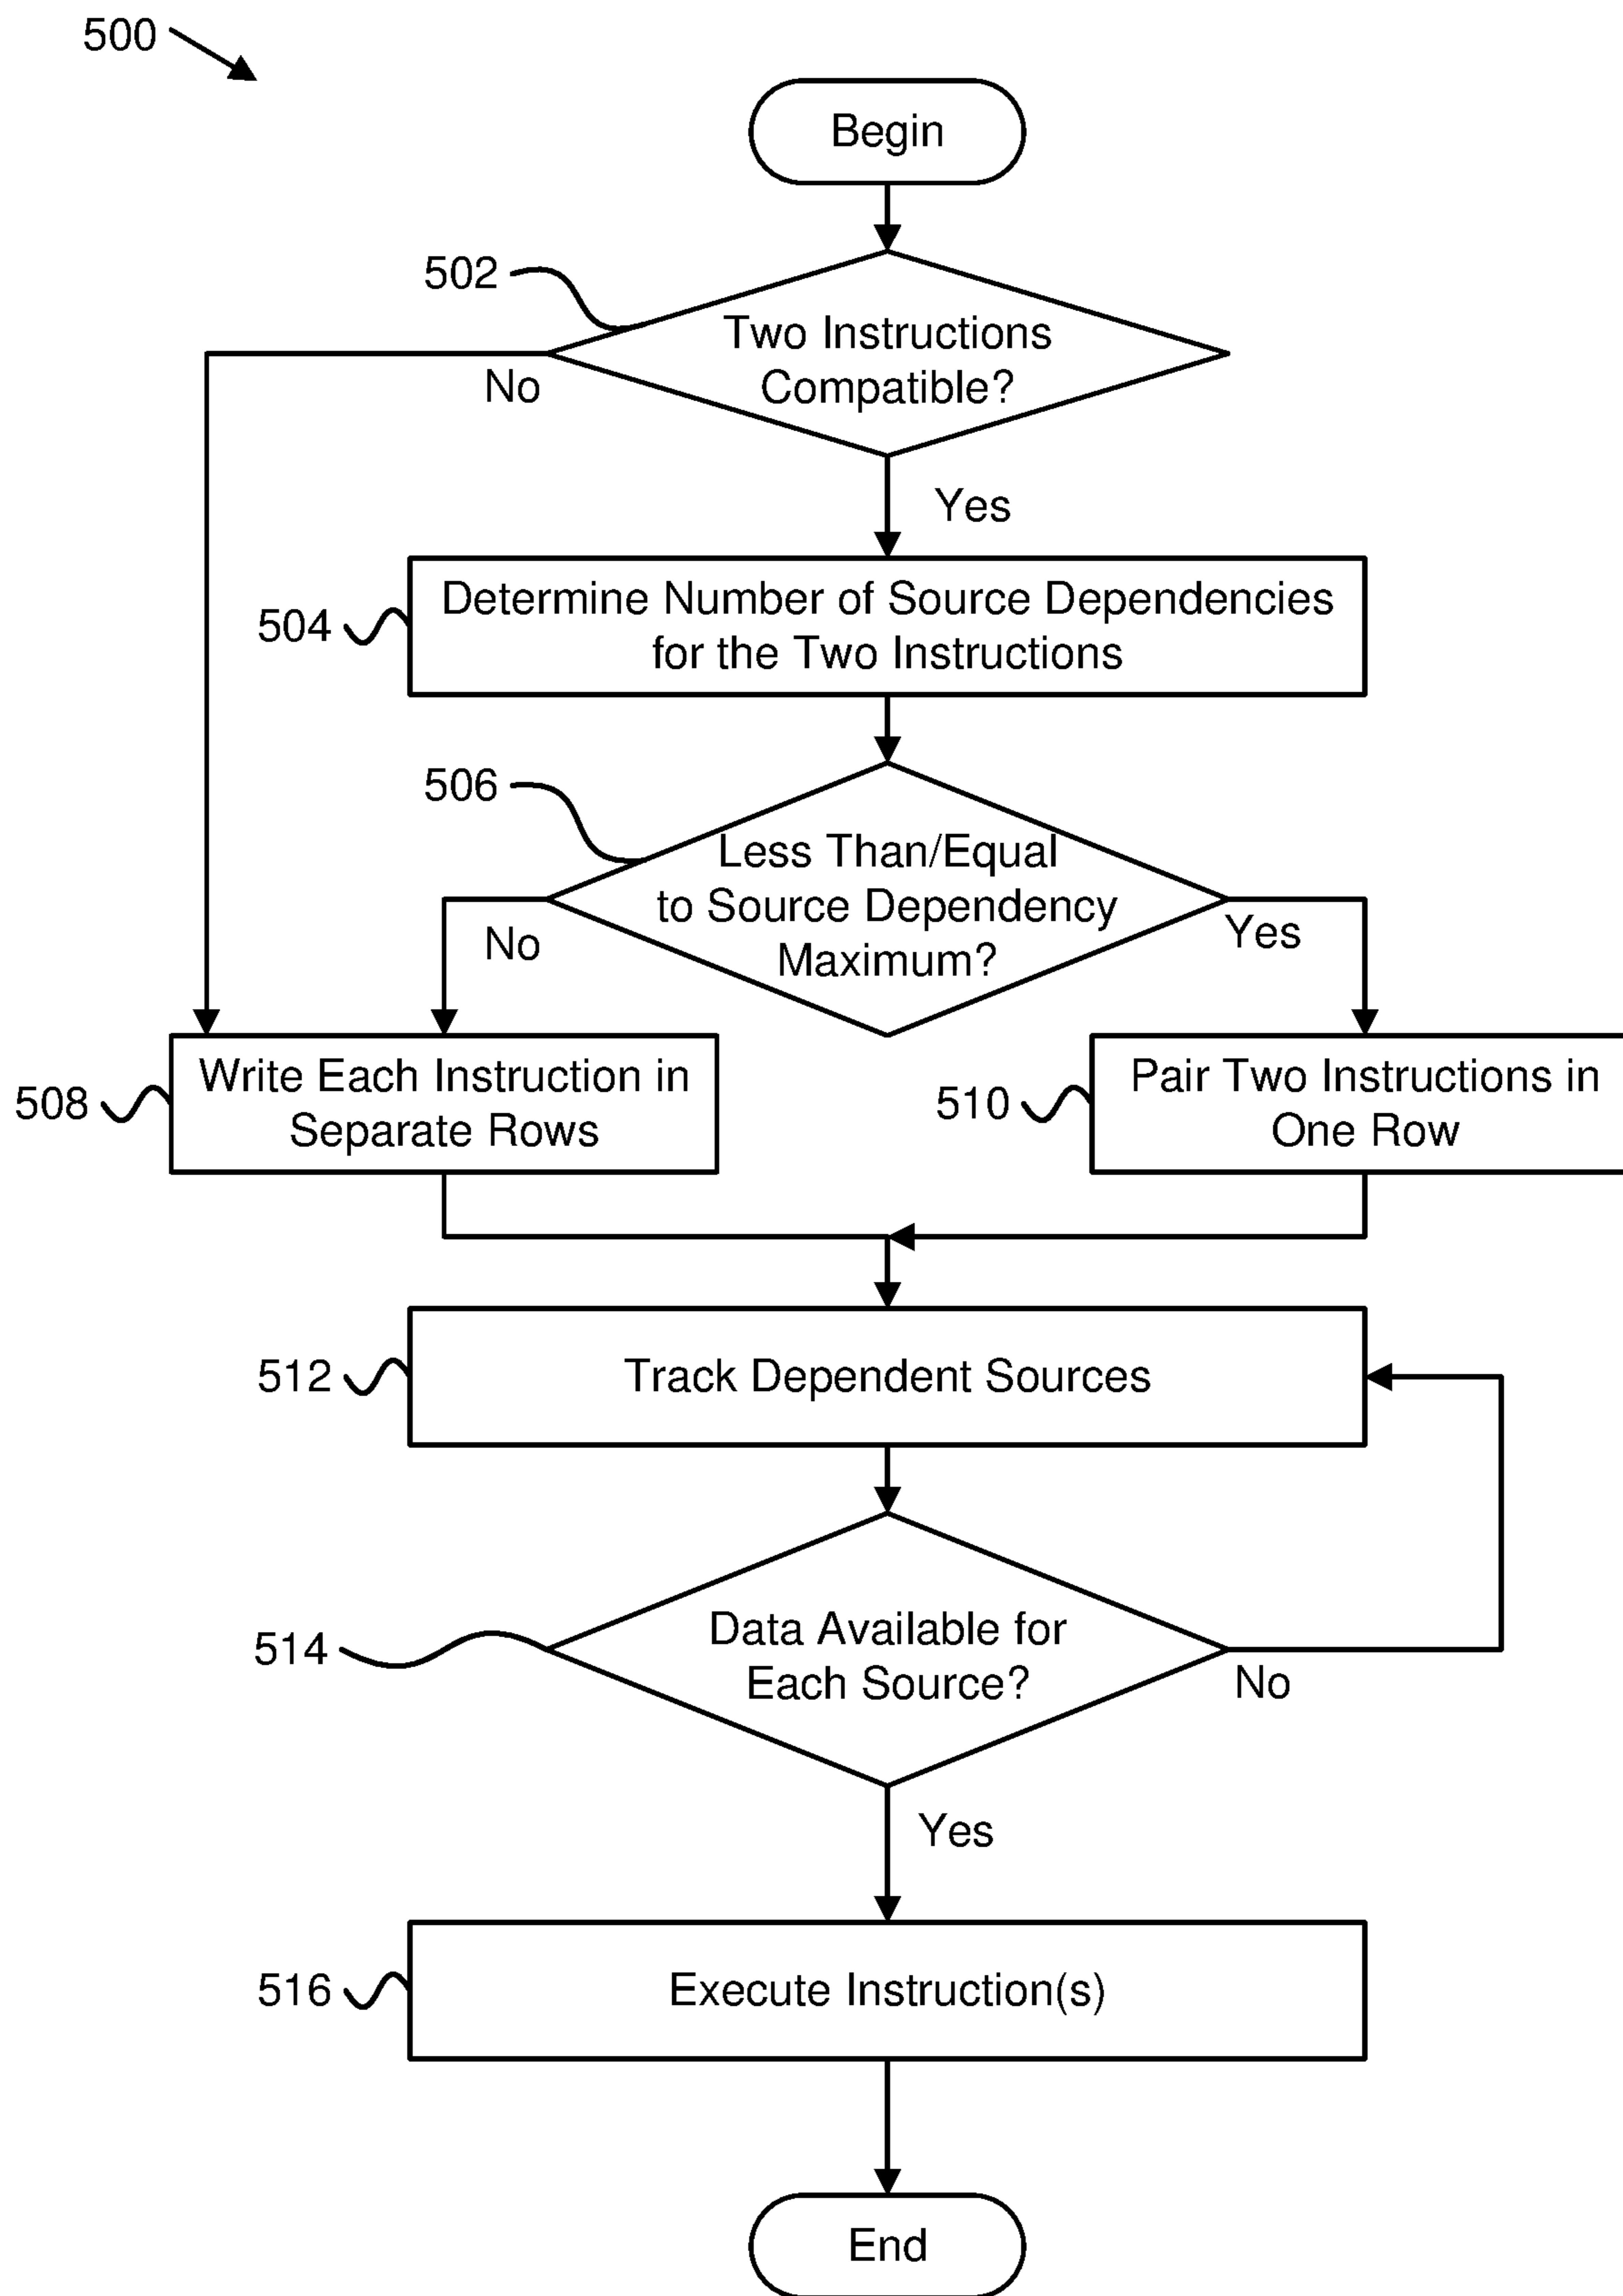 500
Begin
502
Two Instructions
Compatible?
No
Yes
504
Determine Number of Source Dependencies
for the Two Instructions
506
Less Than/Equal
to Source Dependency
Maximum?
No
Yes
508
Write Each Instruction in
Separate Rows
510
Pair Two Instructions in
One Row
512
Track Dependent Sources
514
Data Available for
Each Source?
No
Yes
516
Execute Instruction(s)
End